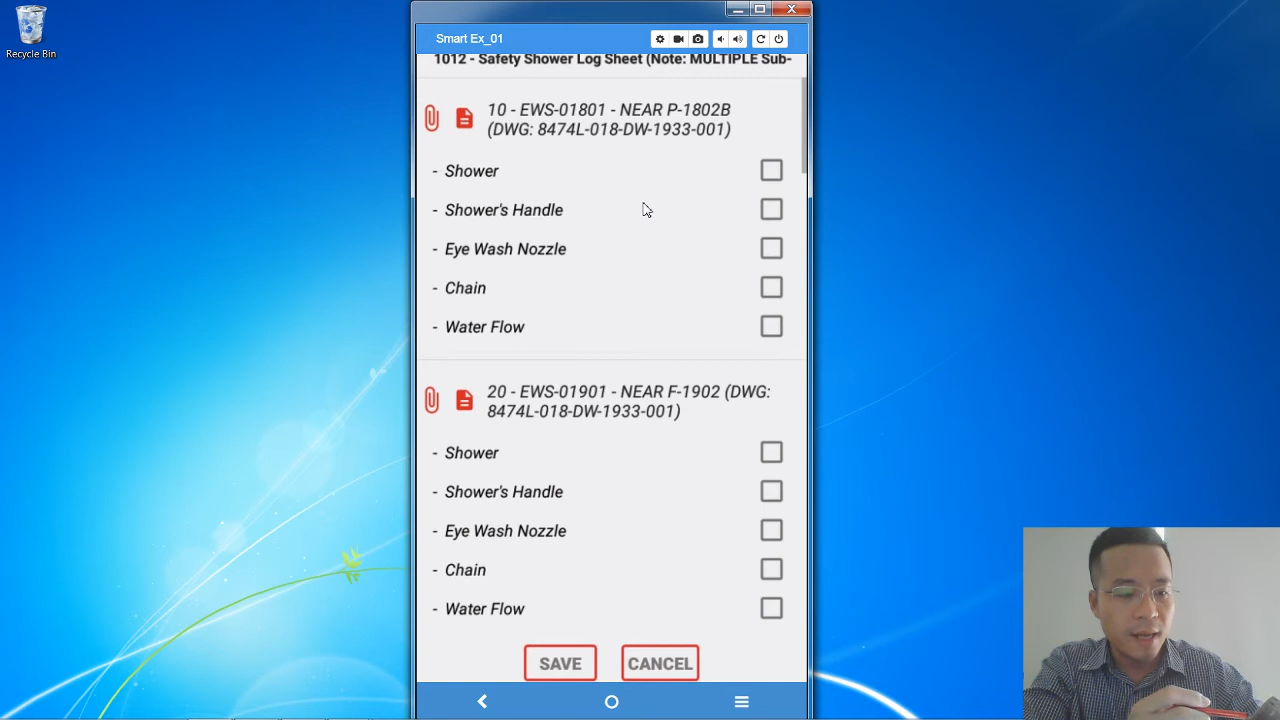 Recycle Bin
Smart Ex_01
1012 - Safety Shower Log Sheet (Note: MULTIPLE Sub-
10 - EWS-01801 - NEAR P-1802B
(DWG: 8474L-018-DW-1933-001)
- Shower
- Shower's Handle
- Eye Wash Nozzle
- Chain
- Water Flow
20 - EWS-01901 - NEAR F-1902 (DWG:
8474L-018-DW-1933-001)
- Shower
- Shower's Handle
- Eye Wash Nozzle
- Chain
- Water Flow
SAVE CANCEL